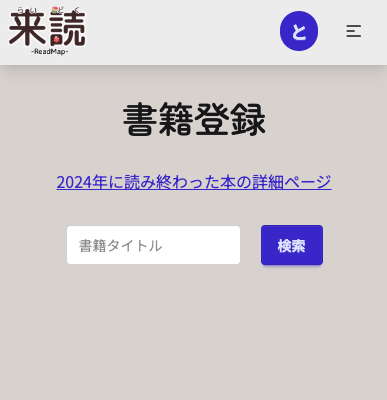 らい どく
来読
-ReadMap-
と
書籍登録
2024年に読み終わった本の詳細ページ
書籍タイトル
検索